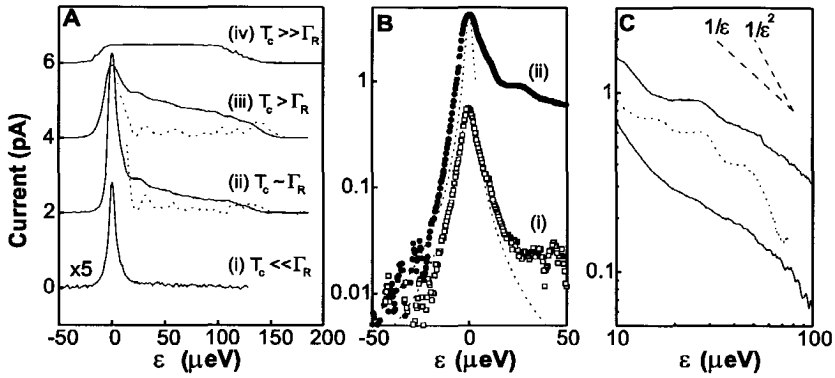 A
(iv) T_c >> Γ_R
(iii) T_c > Γ_R
(ii) T_c ~ Γ_R
x5
(i) T_c << Γ_R
Current (pA)
6
4
2
0
-50 0 50 100 150 200
ε (μeV)
B
(ii)
(i)
1
0.1
0.01
-50 0 50
ε (μeV)
C
1/ε
1/ε²
1
0.1
10 100
ε (μeV)